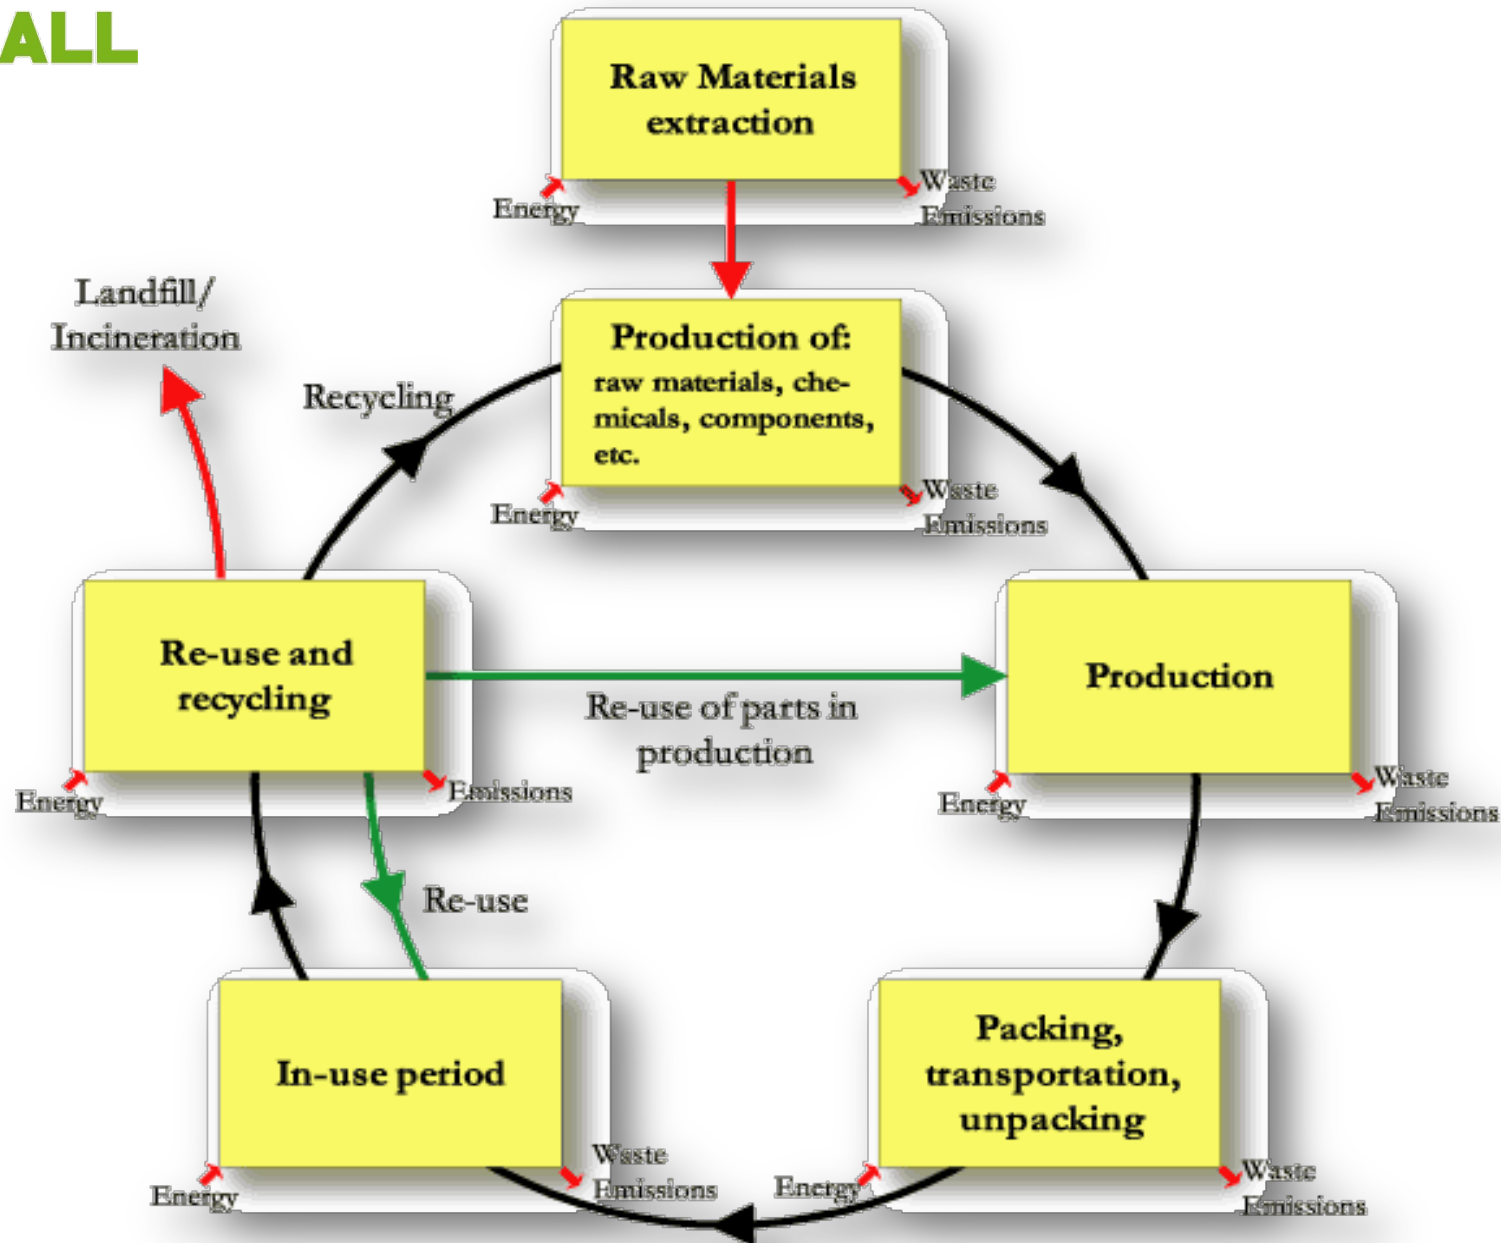 ALL
Raw Materials
extraction
Energy
Waste
Emissions
Landfill/
Incineration
Recycling
Production of:
raw materials, che-
micals, components,
etc.
Energy
Waste
Emissions
Re-use and
recycling
Energy
Emissions
Re-use of parts in
production
Production
Energy
Waste
Emissions
Re-use
In-use period
Energy
Waste
Emissions
Packing,
transportation,
unpacking
Energy
Waste
Emissions